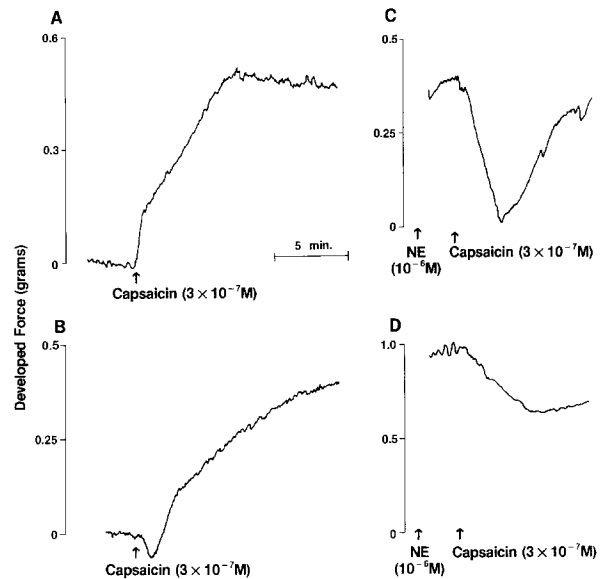 A
0.6
0.3
0
5 min.
Capsaicin (3 × 10⁻⁷M)
B
0.5
0.25
0
Capsaicin (3 × 10⁻⁷M)
Developed Force (grams)
C
0.5
0.25
0
NE
(10⁻⁶M)
Capsaicin (3 × 10⁻⁷M)
D
1.0
0.5
0
NE
(10⁻⁶M)
Capsaicin (3 × 10⁻⁷M)